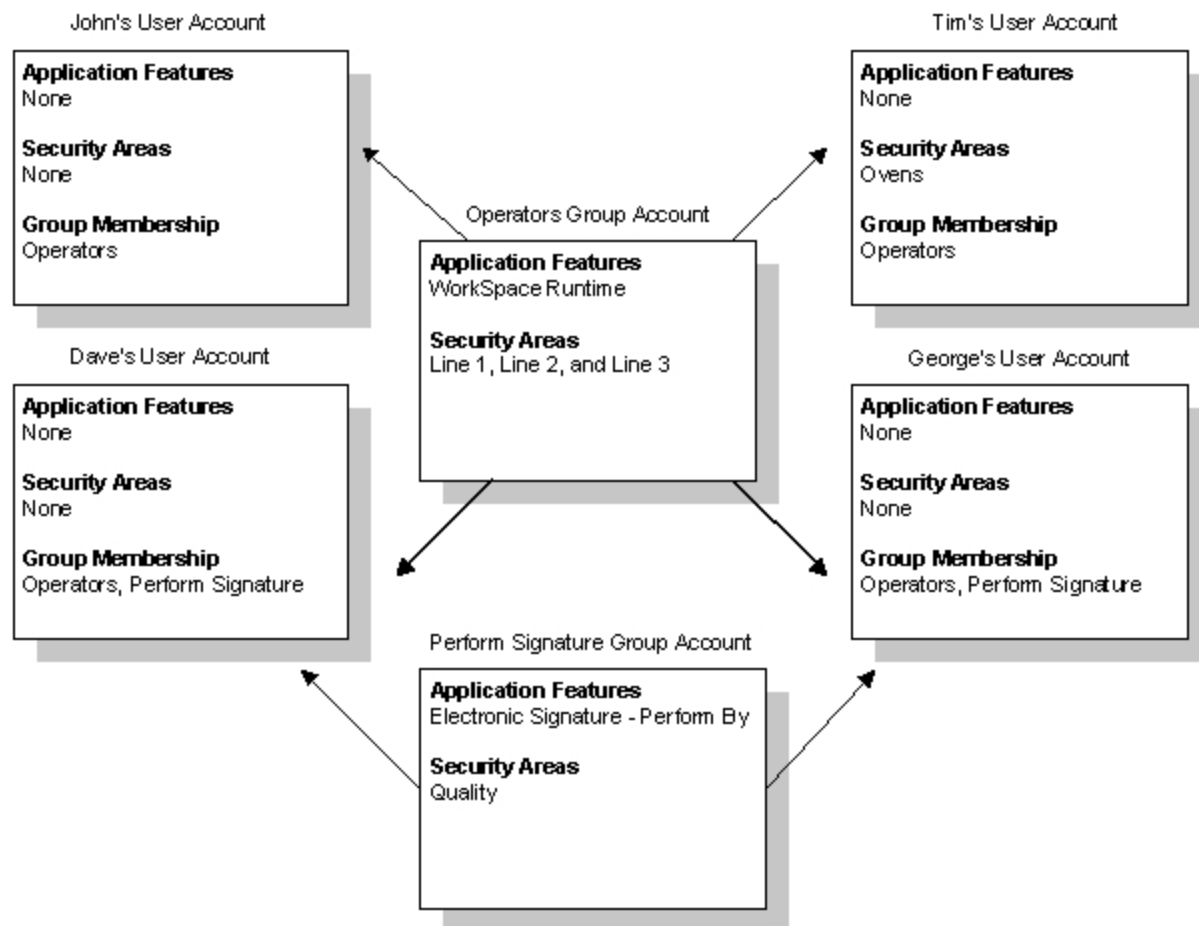 John's User Account
Application Features
None
Security Areas
None
Group Membership
Operators
Tim's User Account
Application Features
None
Security Areas
Ovens
Group Membership
Operators
Operators Group Account
Application Features
WorkSpace Runtime
Security Areas
Line 1, Line 2, and Line 3
Dave's User Account
Application Features
None
Security Areas
None
Group Membership
Operators, Perform Signature
George's User Account
Application Features
None
Security Areas
None
Group Membership
Operators, Perform Signature
Perform Signature Group Account
Application Features
Electronic Signature - Perform By
Security Areas
Quality